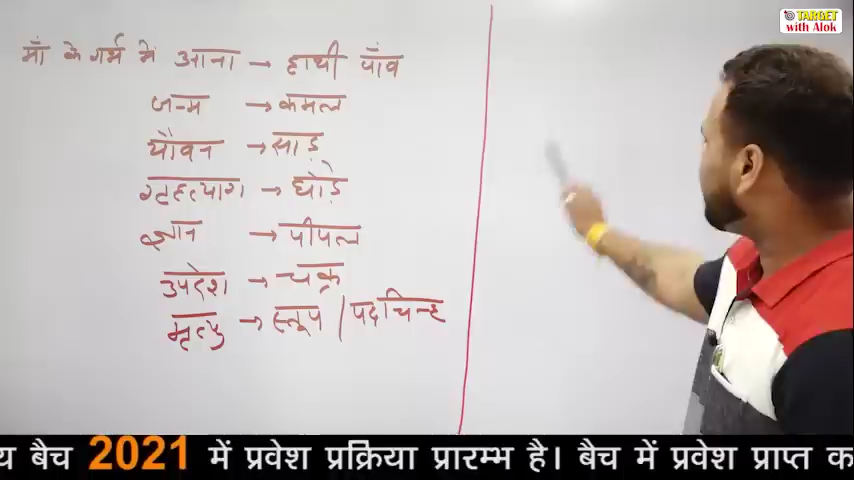 TARGET
with Alok
माँ के गर्भ में आना → हाथी पाँव
जन्म → कमल
यौवन → साड़
गृहत्याग → घोड़े
ज्ञान → पीपल
उपदेश → चक्र
मृत्यु → स्तूप / पदचिन्ह
य बैच 2021 में प्रवेश प्रक्रिया प्रारम्भ है। बैच में प्रवेश प्राप्त क